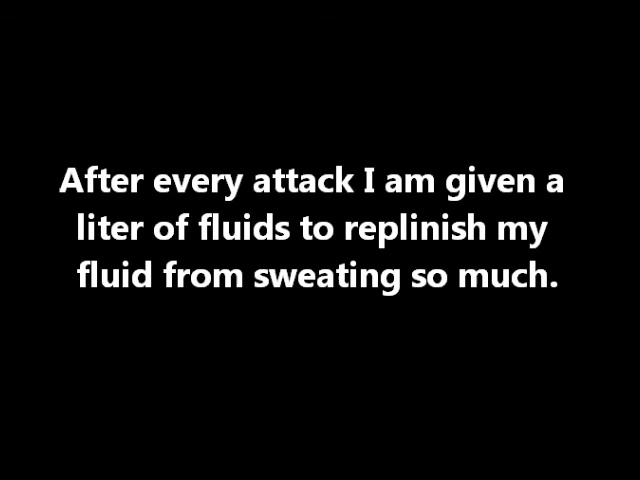 After every attack I am given a
liter of fluids to replinish my
fluid from sweating so much.